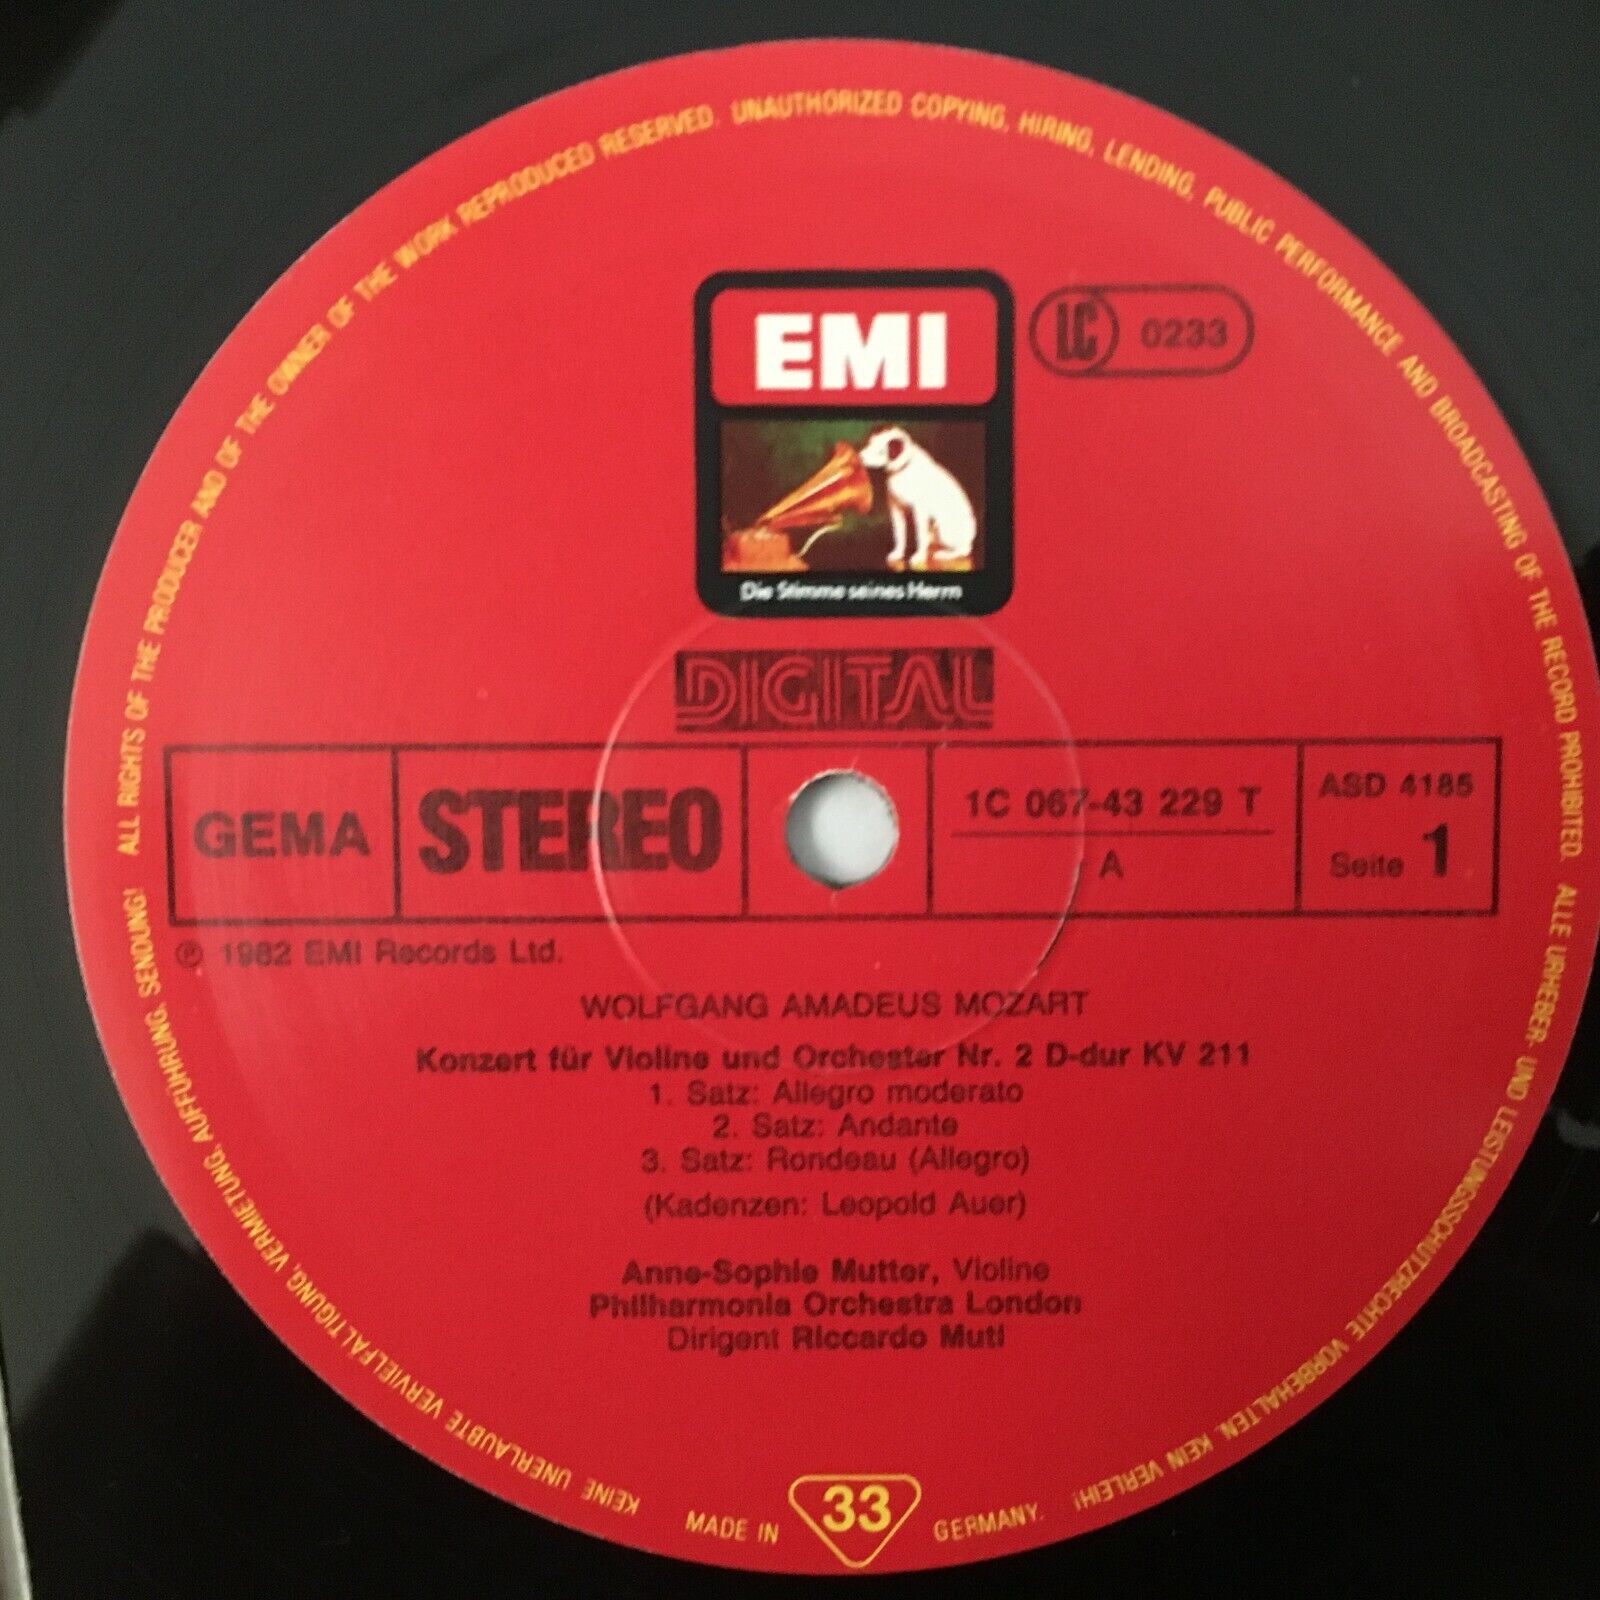 ALL RIGHTS OF THE PRODUCER AND OF THE OWNER OF THE WORK REPRODUCED RESERVED. UNAUTHORIZED COPYING, HIRING, LENDING, PUBLIC PERFORMANCE AND BROADCASTING OF THE RECORD PROHIBITED.
ALLE URHEBER- UND LEISTUNGSSCHUTZRECHTE VORBEHALTEN. KEIN VERLEIH!
KEINE UNERLAUBTE VERVIELFÄLTIGUNG, VERMIETUNG, AUFFÜHRUNG, SENDUNG!
EMI
LC 0233
Die Stimme seines Herrn
DIGITAL
GEMA
STEREO
1C 067-43 229 T
A
ASD 4185
Seite 1
℗ 1982 EMI Records Ltd.
WOLFGANG AMADEUS MOZART
Konzert für Violine und Orchester Nr. 2 D-dur KV 211
1. Satz: Allegro moderato
2. Satz: Andante
3. Satz: Rondeau (Allegro)
(Kadenzen: Leopold Auer)
Anne-Sophie Mutter, Violine
Philharmonia Orchestra London
Dirigent Riccardo Muti
MADE IN 33 GERMANY.